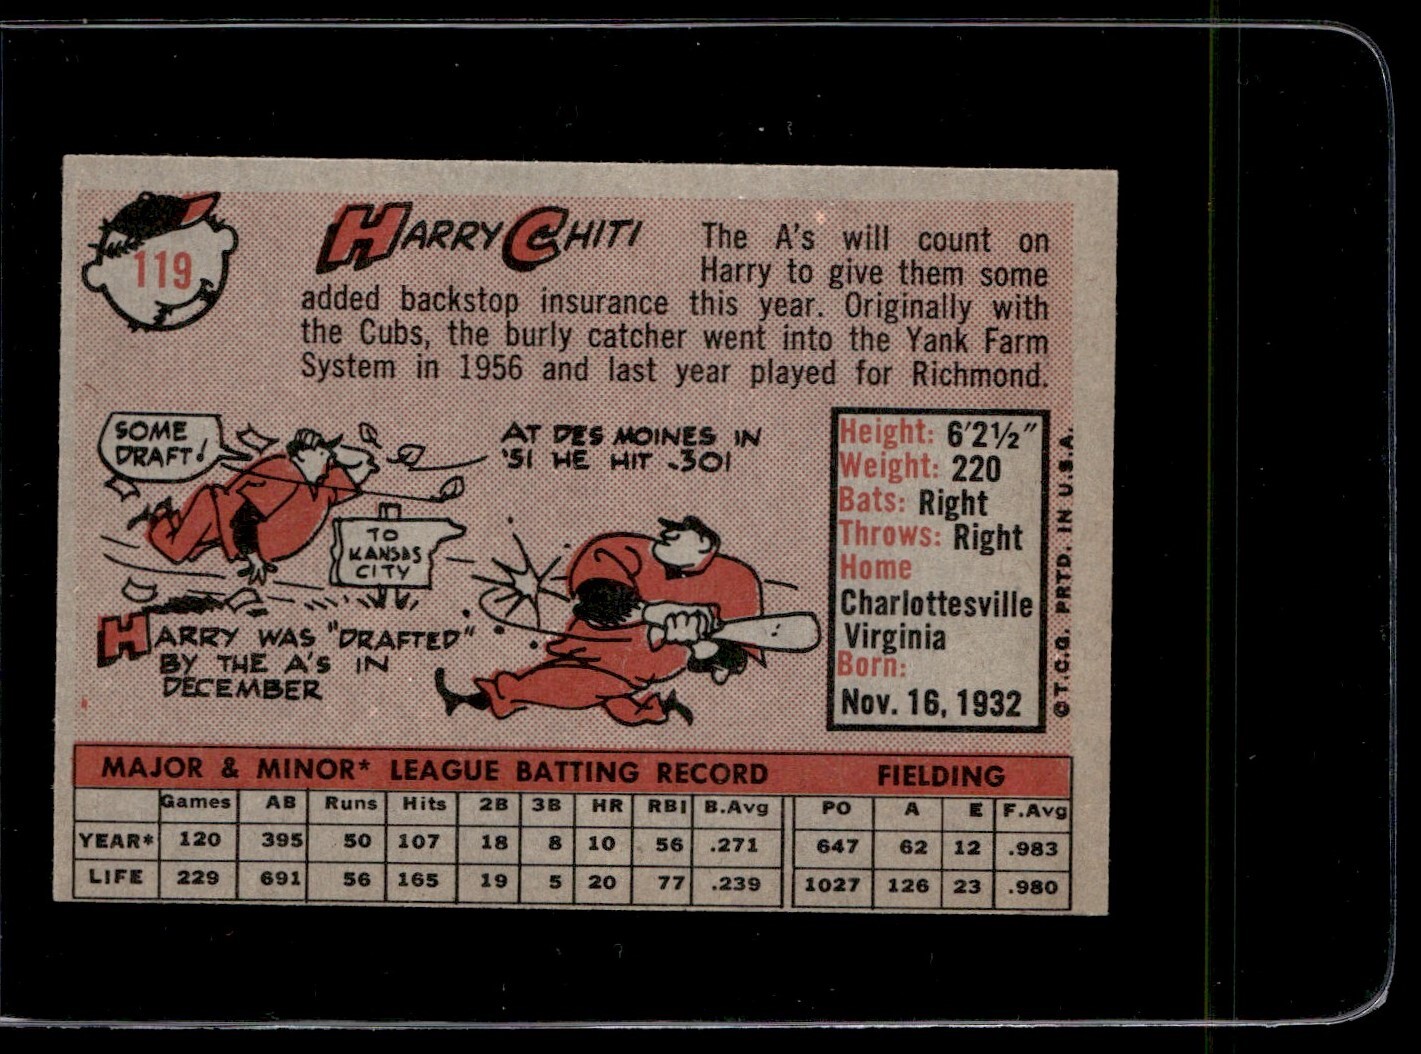 119
HARRY CHITI
The A's will count on
Harry to give them some
added backstop insurance this year. Originally with
the Cubs, the burly catcher went into the Yank Farm
System in 1956 and last year played for Richmond.
SOME
DRAFT!
TO
KANSAS
CITY
HARRY WAS "DRAFTED"
BY THE A'S IN
DECEMBER
AT DES MOINES IN
'51 HE HIT .301
Height: 6'2½"
Weight: 220
Bats: Right
Throws: Right
Home
Charlottesville
Virginia
Born:
Nov. 16, 1932
©T.C.G. PRTD. IN U.S.A.
MAJOR & MINOR* LEAGUE BATTING RECORD FIELDING
Games AB Runs Hits 2B 3B HR RBI B.Avg PO A E F.Avg
YEAR* 120 395 50 107 18 8 10 56 .271 647 62 12 .983
LIFE 229 691 56 165 19 5 20 77 .239 1027 126 23 .980